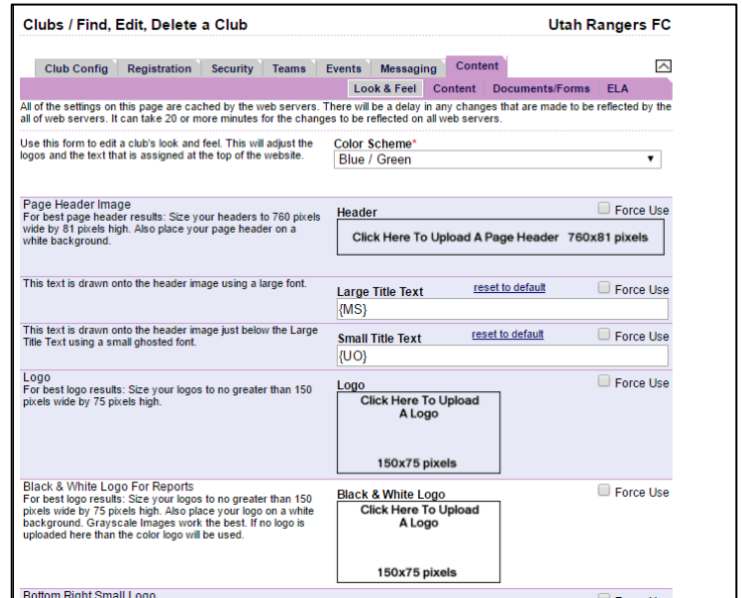 Clubs / Find, Edit, Delete a Club Utah Rangers FC
Club Config Registration Security Teams Events Messaging Content
Look & Feel Content Documents/Forms ELA
All of the settings on this page are cached by the web servers. There will be a delay in any changes that are made to be reflected by the
all of web servers. It can take 20 or more minutes for the changes to be reflected on all web servers.
Use this form to edit a club's look and feel. This will adjust the
logos and the text that is assigned at the top of the website.
Color Scheme*
Blue / Green
Page Header Image
For best page header results: Size your headers to 760 pixels
wide by 81 pixels high. Also place your page header on a
white background.
Header Force Use
Click Here To Upload A Page Header 760x81 pixels
This text is drawn onto the header image using a large font.
Large Title Text reset to default Force Use
{MS}
This text is drawn onto the header image just below the Large
Title Text using a small ghosted font.
Small Title Text reset to default Force Use
{UO}
Logo
For best logo results: Size your logos to no greater than 150
pixels wide by 75 pixels high.
Logo Force Use
Click Here To Upload
A Logo
150x75 pixels
Black & White Logo For Reports
For best logo results: Size your logos to no greater than 150
pixels wide by 75 pixels high. Also place your logo on a white
background. Grayscale Images work the best. If no logo is
uploaded here than the color logo will be used.
Black & White Logo Force Use
Click Here To Upload
A Logo
150x75 pixels
Bottom Right Small Logo